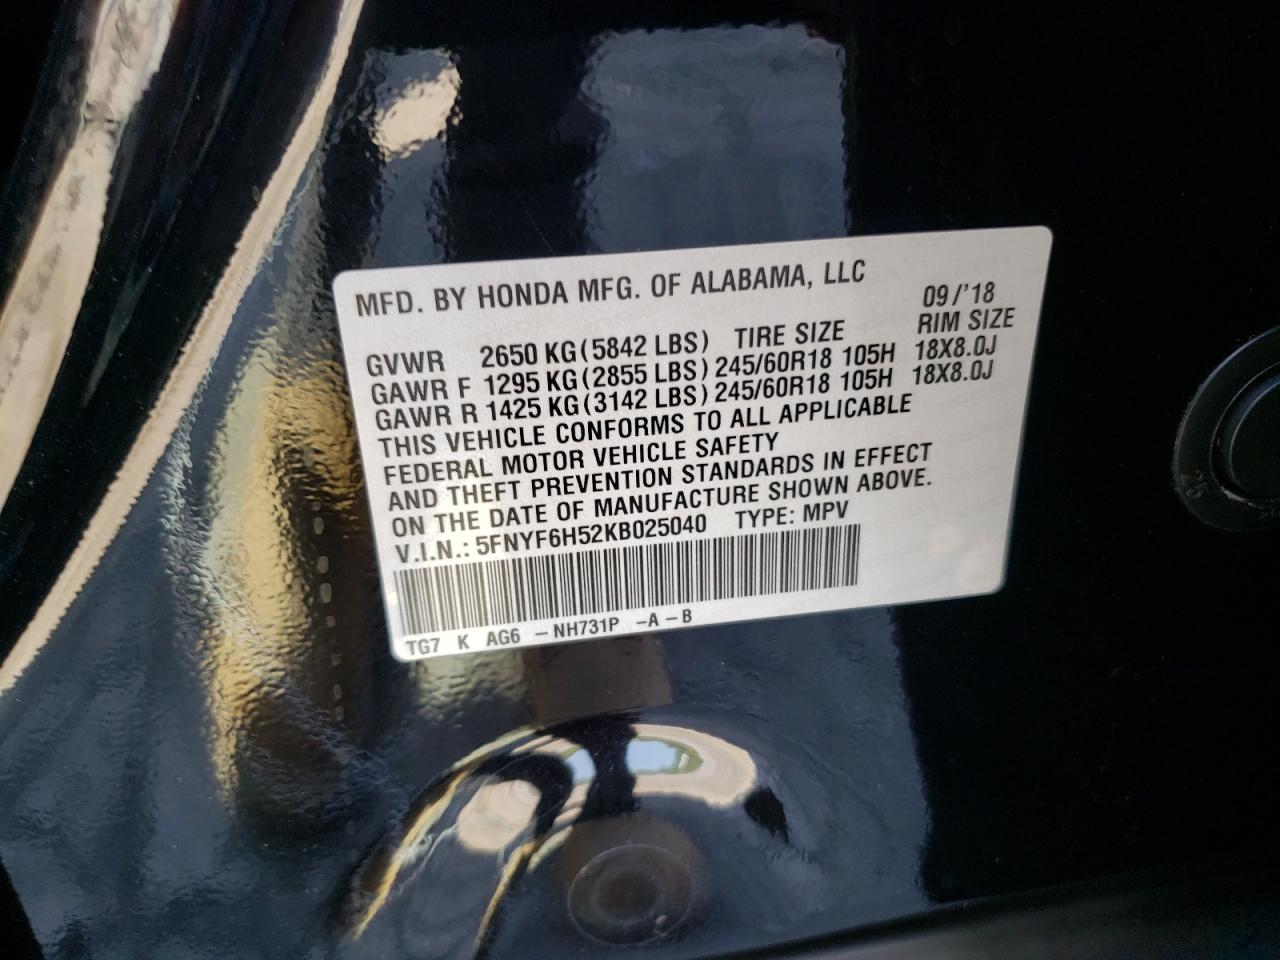 MFD. BY HONDA MFG. OF ALABAMA, LLC
09/'18
GVWR 2650 KG(5842 LBS) TIRE SIZE RIM SIZE
GAWR F 1295 KG(2855 LBS) 245/60R18 105H 18X8.0J
GAWR R 1425 KG(3142 LBS) 245/60R18 105H 18X8.0J
THIS VEHICLE CONFORMS TO ALL APPLICABLE
FEDERAL MOTOR VEHICLE SAFETY
AND THEFT PREVENTION STANDARDS IN EFFECT
ON THE DATE OF MANUFACTURE SHOWN ABOVE.
V.I.N.: 5FNYF6H52KB025040 TYPE: MPV
TG7 K AG6 -NH731P -A-B